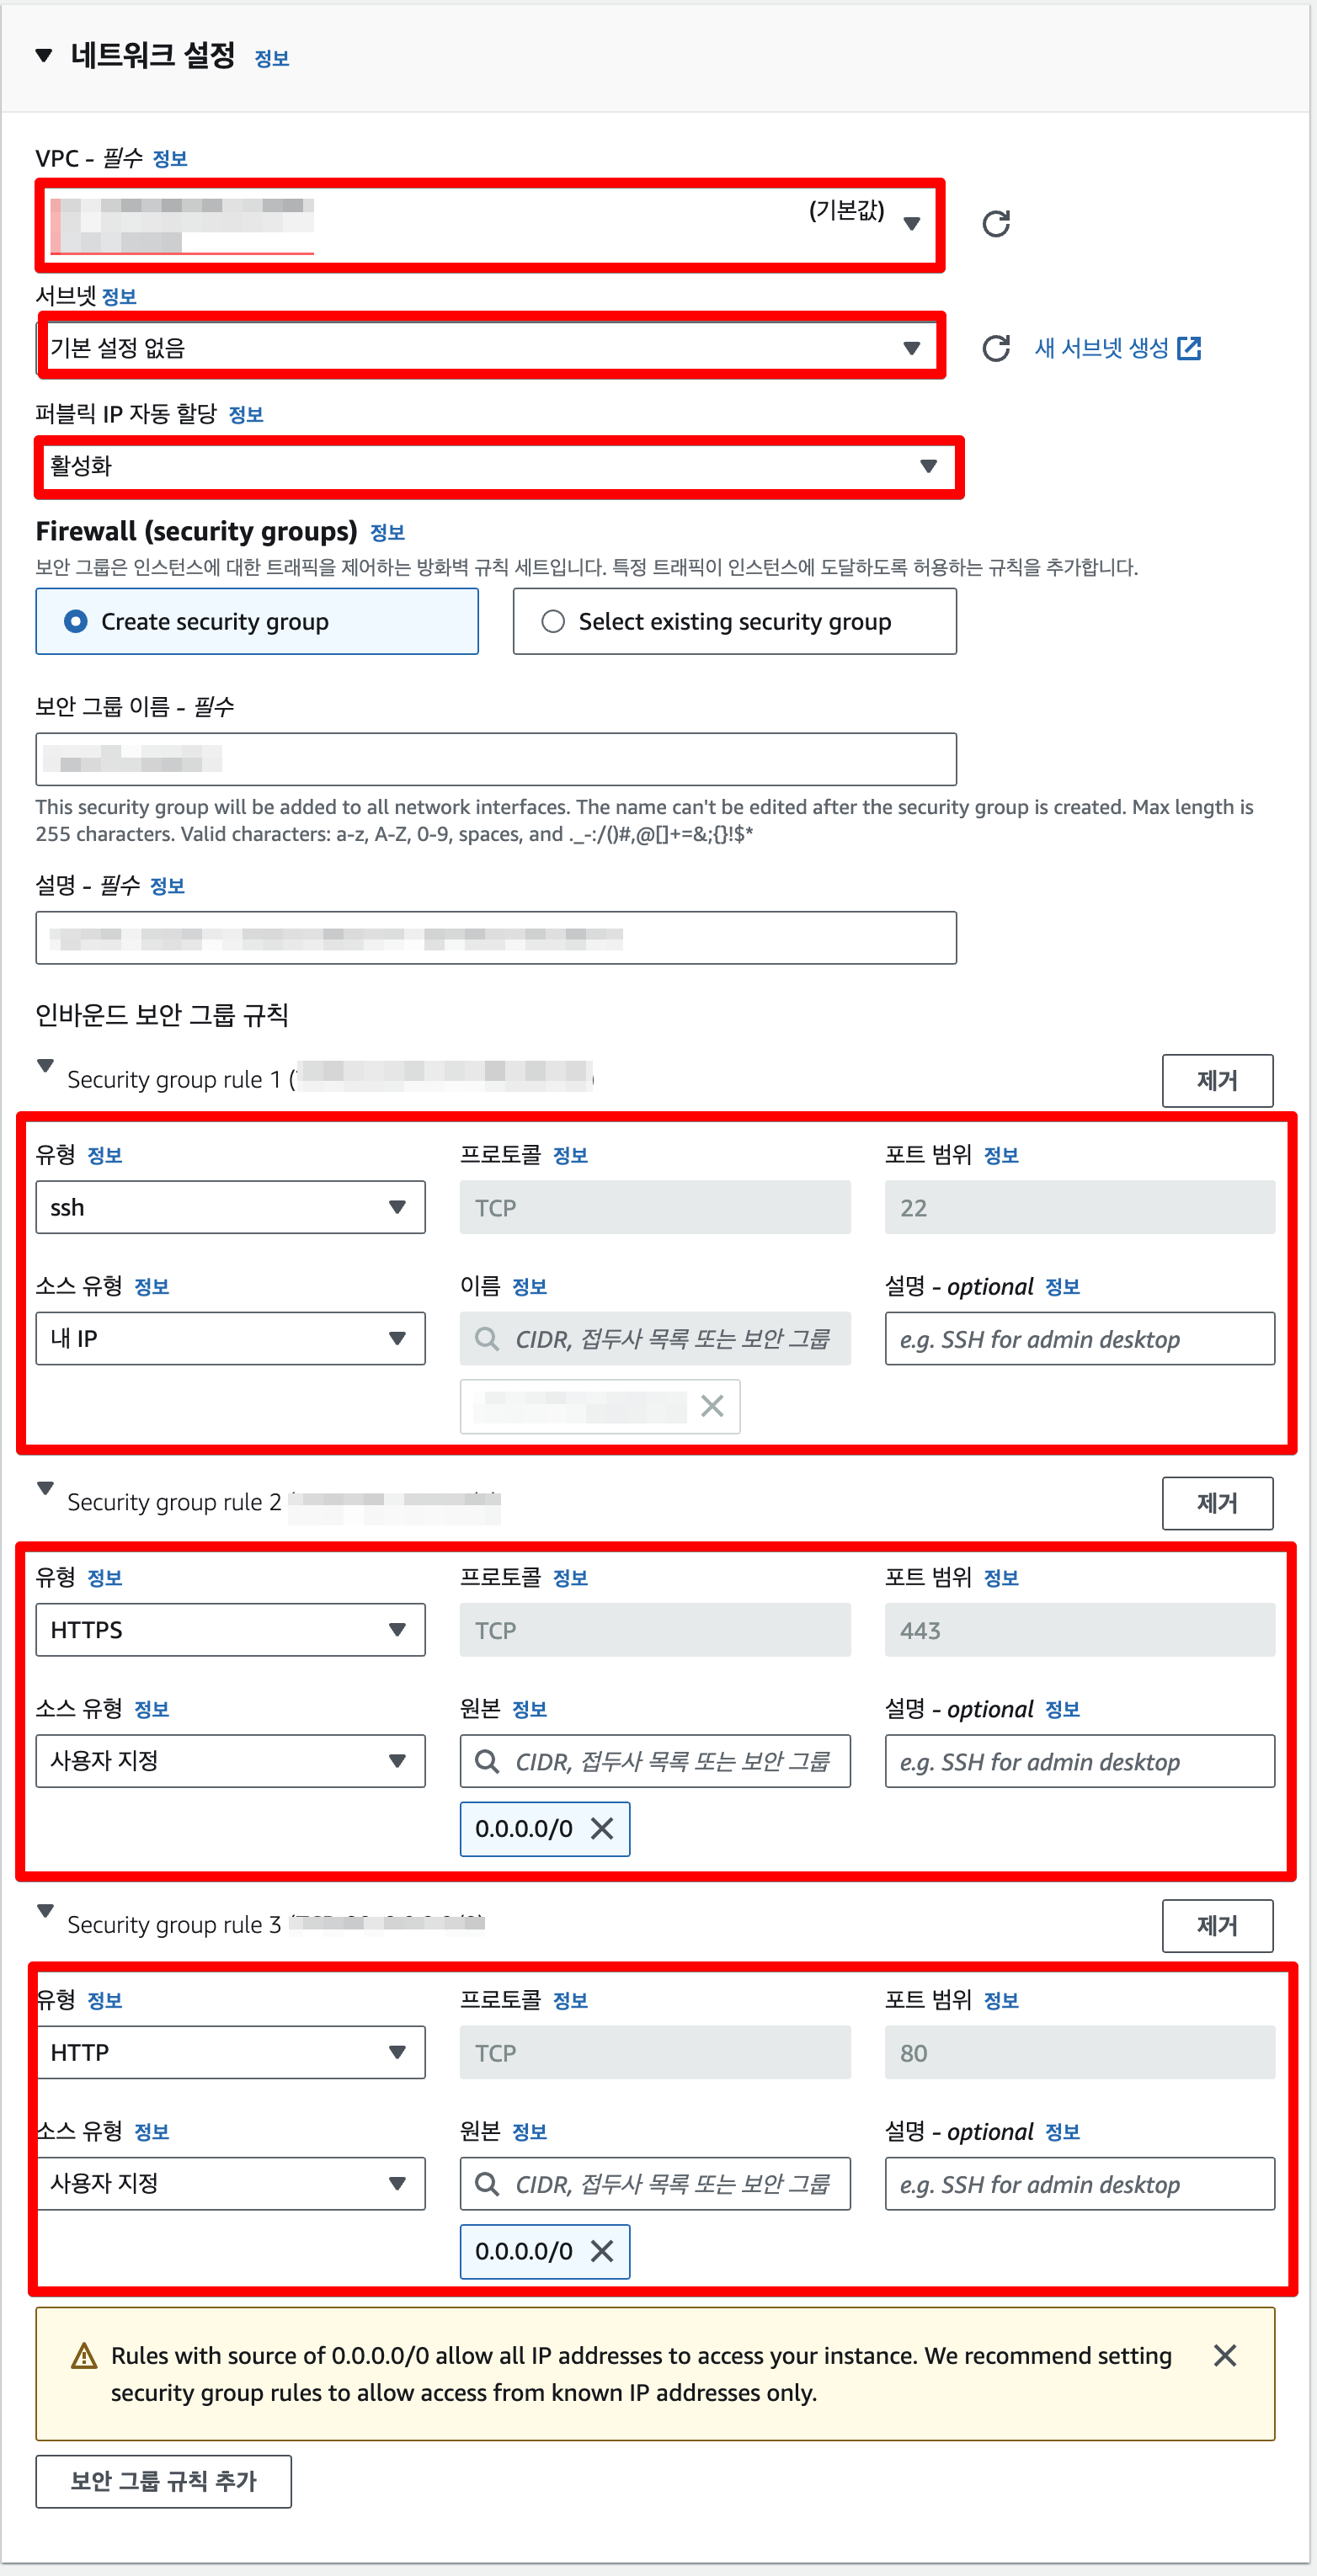 네트워크 설정 정보
VPC - 필수 정보
(기본값)
서브넷 정보
기본 설정 없음
새 서브넷 생성
퍼블릭 IP 자동 할당 정보
활성화
Firewall (security groups) 정보
보안 그룹은 인스턴스에 대한 트래픽을 제어하는 방화벽 규칙 세트입니다. 특정 트래픽이 인스턴스에 도달하도록 허용하는 규칙을 추가합니다.
Create security group
Select existing security group
보안 그룹 이름 - 필수
This security group will be added to all network interfaces. The name can't be edited after the security group is created. Max length is
255 characters. Valid characters: a-z, A-Z, 0-9, spaces, and ._-:/()#,@[]+=&;{}!$*
설명 - 필수 정보
인바운드 보안 그룹 규칙
Security group rule 1 (
제거
유형 정보
프로토콜 정보
포트 범위 정보
ssh
TCP
22
소스 유형 정보
이름 정보
설명 - optional 정보
내 IP
CIDR, 접두사 목록 또는 보안 그룹
e.g. SSH for admin desktop
Security group rule 2
제거
유형 정보
프로토콜 정보
포트 범위 정보
HTTPS
TCP
443
소스 유형 정보
원본 정보
설명 - optional 정보
사용자 지정
CIDR, 접두사 목록 또는 보안 그룹
e.g. SSH for admin desktop
0.0.0.0/0
Security group rule 3
제거
유형 정보
프로토콜 정보
포트 범위 정보
HTTP
TCP
80
소스 유형 정보
원본 정보
설명 - optional 정보
사용자 지정
CIDR, 접두사 목록 또는 보안 그룹
e.g. SSH for admin desktop
0.0.0.0/0
Rules with source of 0.0.0.0/0 allow all IP addresses to access your instance. We recommend setting
security group rules to allow access from known IP addresses only.
보안 그룹 규칙 추가